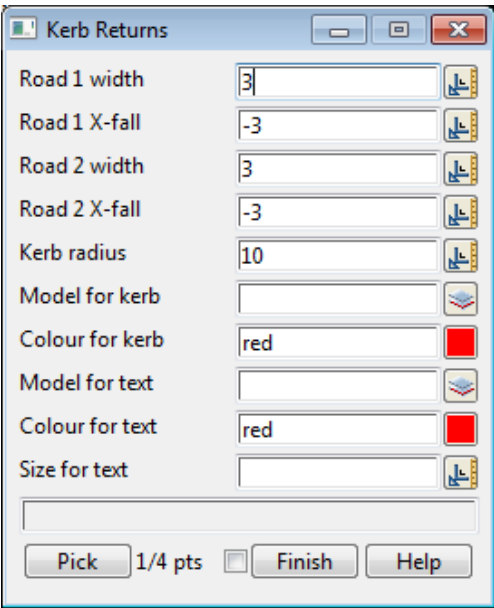 Kerb Returns
Road 1 width 3
Road 1 X-fall -3
Road 2 width 3
Road 2 X-fall -3
Kerb radius 10
Model for kerb
Colour for kerb red
Model for text
Colour for text red
Size for text
Pick 1/4 pts Finish Help